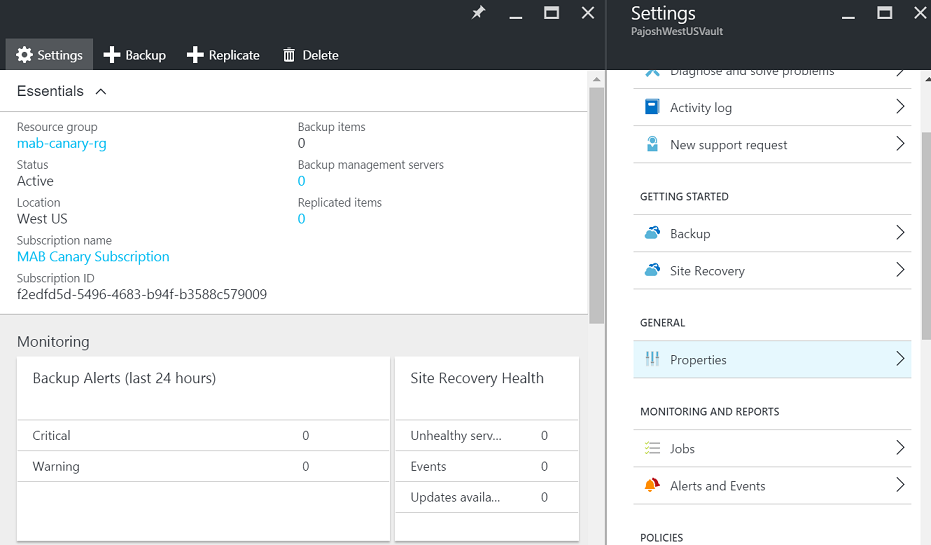 Settings
Backup
Replicate
Delete
Essentials
Resource group
mab-canary-rg
Status
Active
Location
West US
Subscription name
MAB Canary Subscription
Subscription ID
f2edfd5d-5496-4683-b94f-b3588c579009
Backup items
0
Backup management servers
0
Replicated items
0
Monitoring
Backup Alerts (last 24 hours)
Critical 0
Warning 0
Site Recovery Health
Unhealthy serv... 0
Events 0
Updates availa... 0
Settings
PajoshWestUSVault
Diagnose and solve problems
Activity log
New support request
GETTING STARTED
Backup
Site Recovery
GENERAL
Properties
MONITORING AND REPORTS
Jobs
Alerts and Events
POLICIES